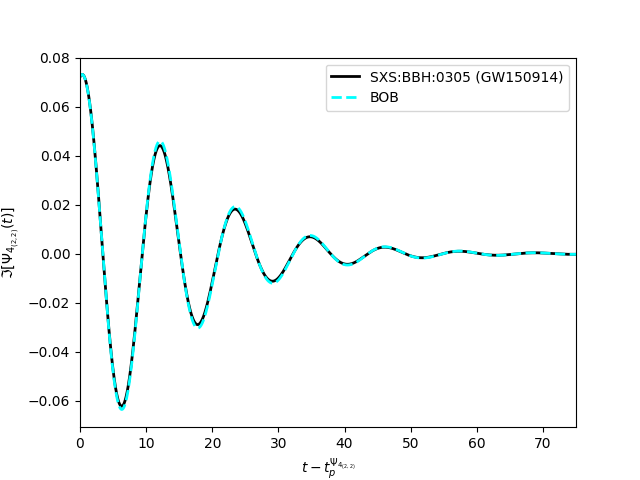 SXS:BBH:0305 (GW150914)
BOB
0.08
0.06
0.04
0.02
0.00
−0.02
−0.04
−0.06
ℑ[Ψ₄₍₂,₂₎(t)]
0 10 20 30 40 50 60 70
t − tₚ^Ψ₄₍₂,₂₎